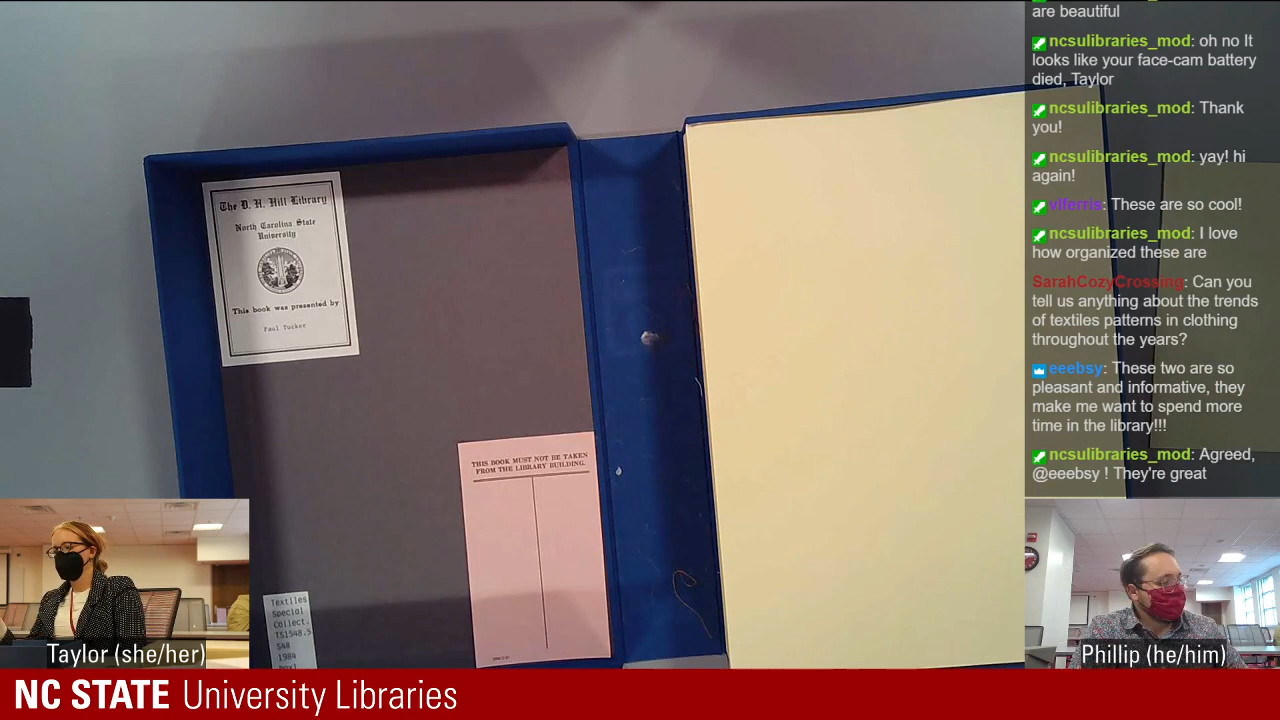 The D. H. Hill Library
North Carolina State
University
This book was presented by
Paul Tucker
THIS BOOK MUST NOT BE TAKEN
FROM THE LIBRARY BUILDING.
Textiles
Special
Collect.
TS1548.5
S48
1984
box1
are beautiful
ncsulibraries_mod: oh no It
looks like your face-cam battery
died, Taylor
ncsulibraries_mod: Thank
you!
ncsulibraries_mod: yay! hi
again!
vlferris: These are so cool!
ncsulibraries_mod: I love
how organized these are
SarahCozyCrossing: Can you
tell us anything about the trends
of textiles patterns in clothing
throughout the years?
eeebsy: These two are so
pleasant and informative, they
make me want to spend more
time in the library!!!
ncsulibraries_mod: Agreed,
@eeebsy ! They're great
Taylor (she/her)
Phillip (he/him)
NC STATE University Libraries